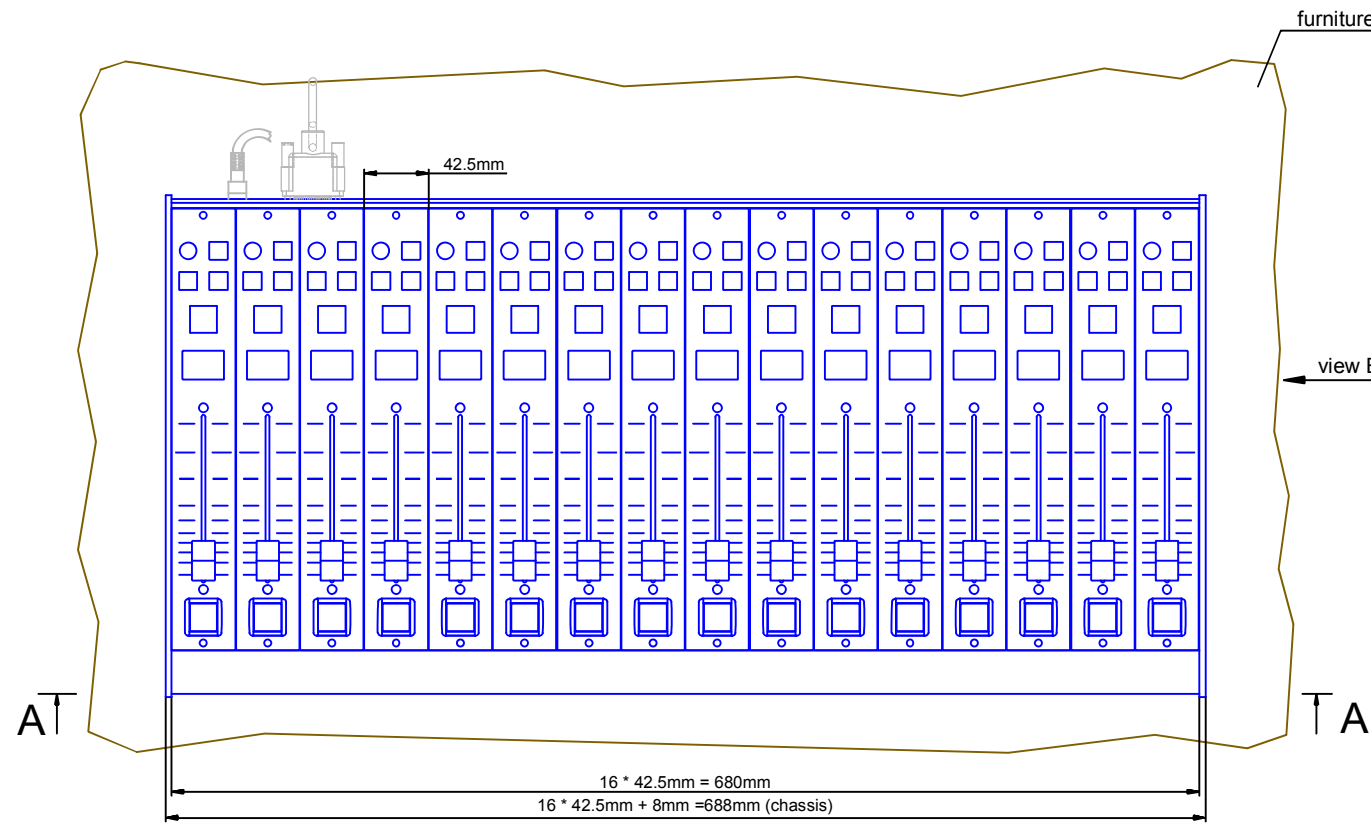 furniture
42.5mm
view B
A
A
16 * 42.5mm = 680mm
16 * 42.5mm + 8mm =688mm (chassis)